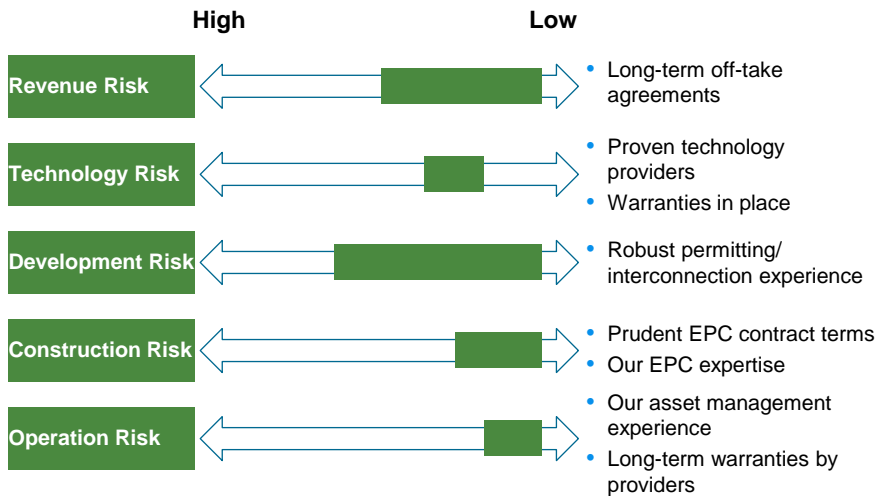 High Low
Revenue Risk
• Long-term off-take
agreements
Technology Risk
• Proven technology
providers
• Warranties in place
Development Risk
• Robust permitting/
interconnection experience
Construction Risk
• Prudent EPC contract terms
• Our EPC expertise
Operation Risk
• Our asset management
experience
• Long-term warranties by
providers